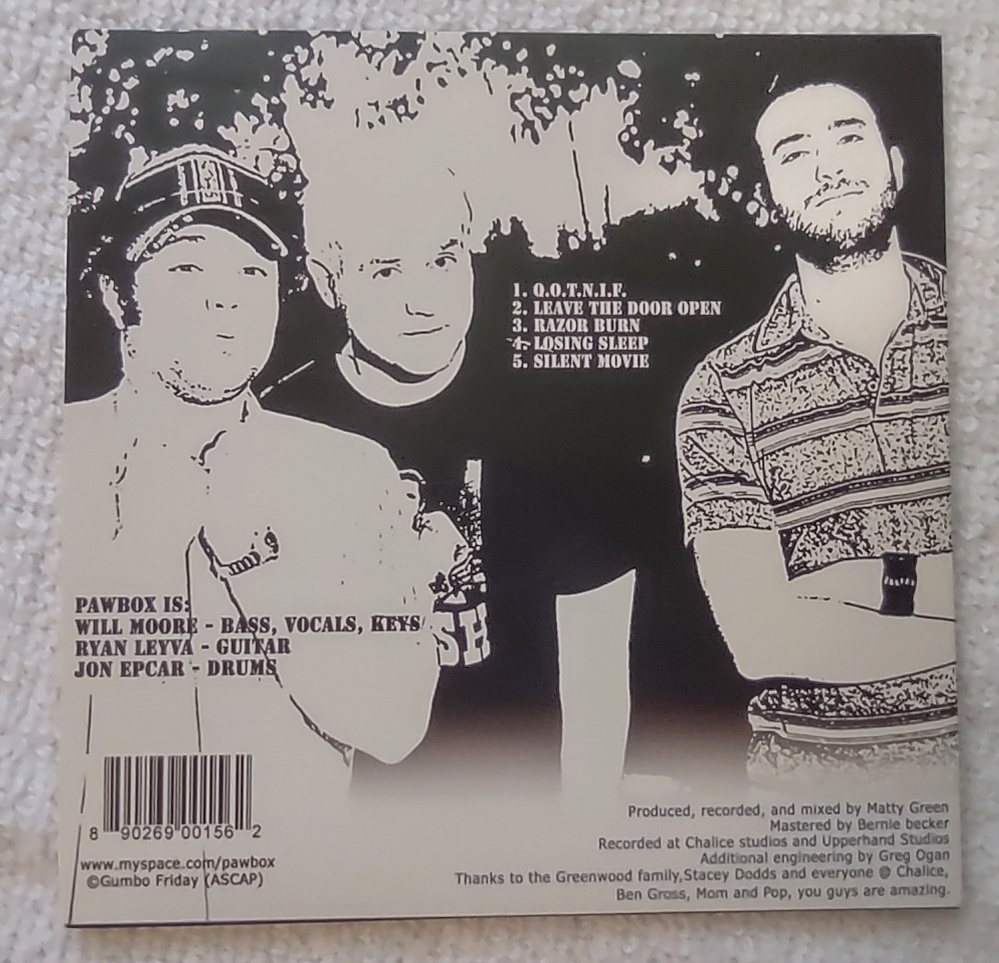 1. Q.O.T.N.I.F.
2. LEAVE THE DOOR OPEN
3. RAZOR BURN
4. LOSING SLEEP
5. SILENT MOVIE
SH
PAWBOX IS:
WILL MOORE - BASS, VOCALS, KEYS
RYAN LEYVA - GUITAR
JON EPCAR - DRUMS
8 90269 00156 2
www.myspace.com/pawbox
©Gumbo Friday (ASCAP)
Produced, recorded, and mixed by Matty Green
Mastered by Bernie becker
Recorded at Chalice studios and Upperhand Studios
Additional engineering by Greg Ogan
Thanks to the Greenwood family,Stacey Dodds and everyone @ Chalice,
Ben Gross, Mom and Pop, you guys are amazing.